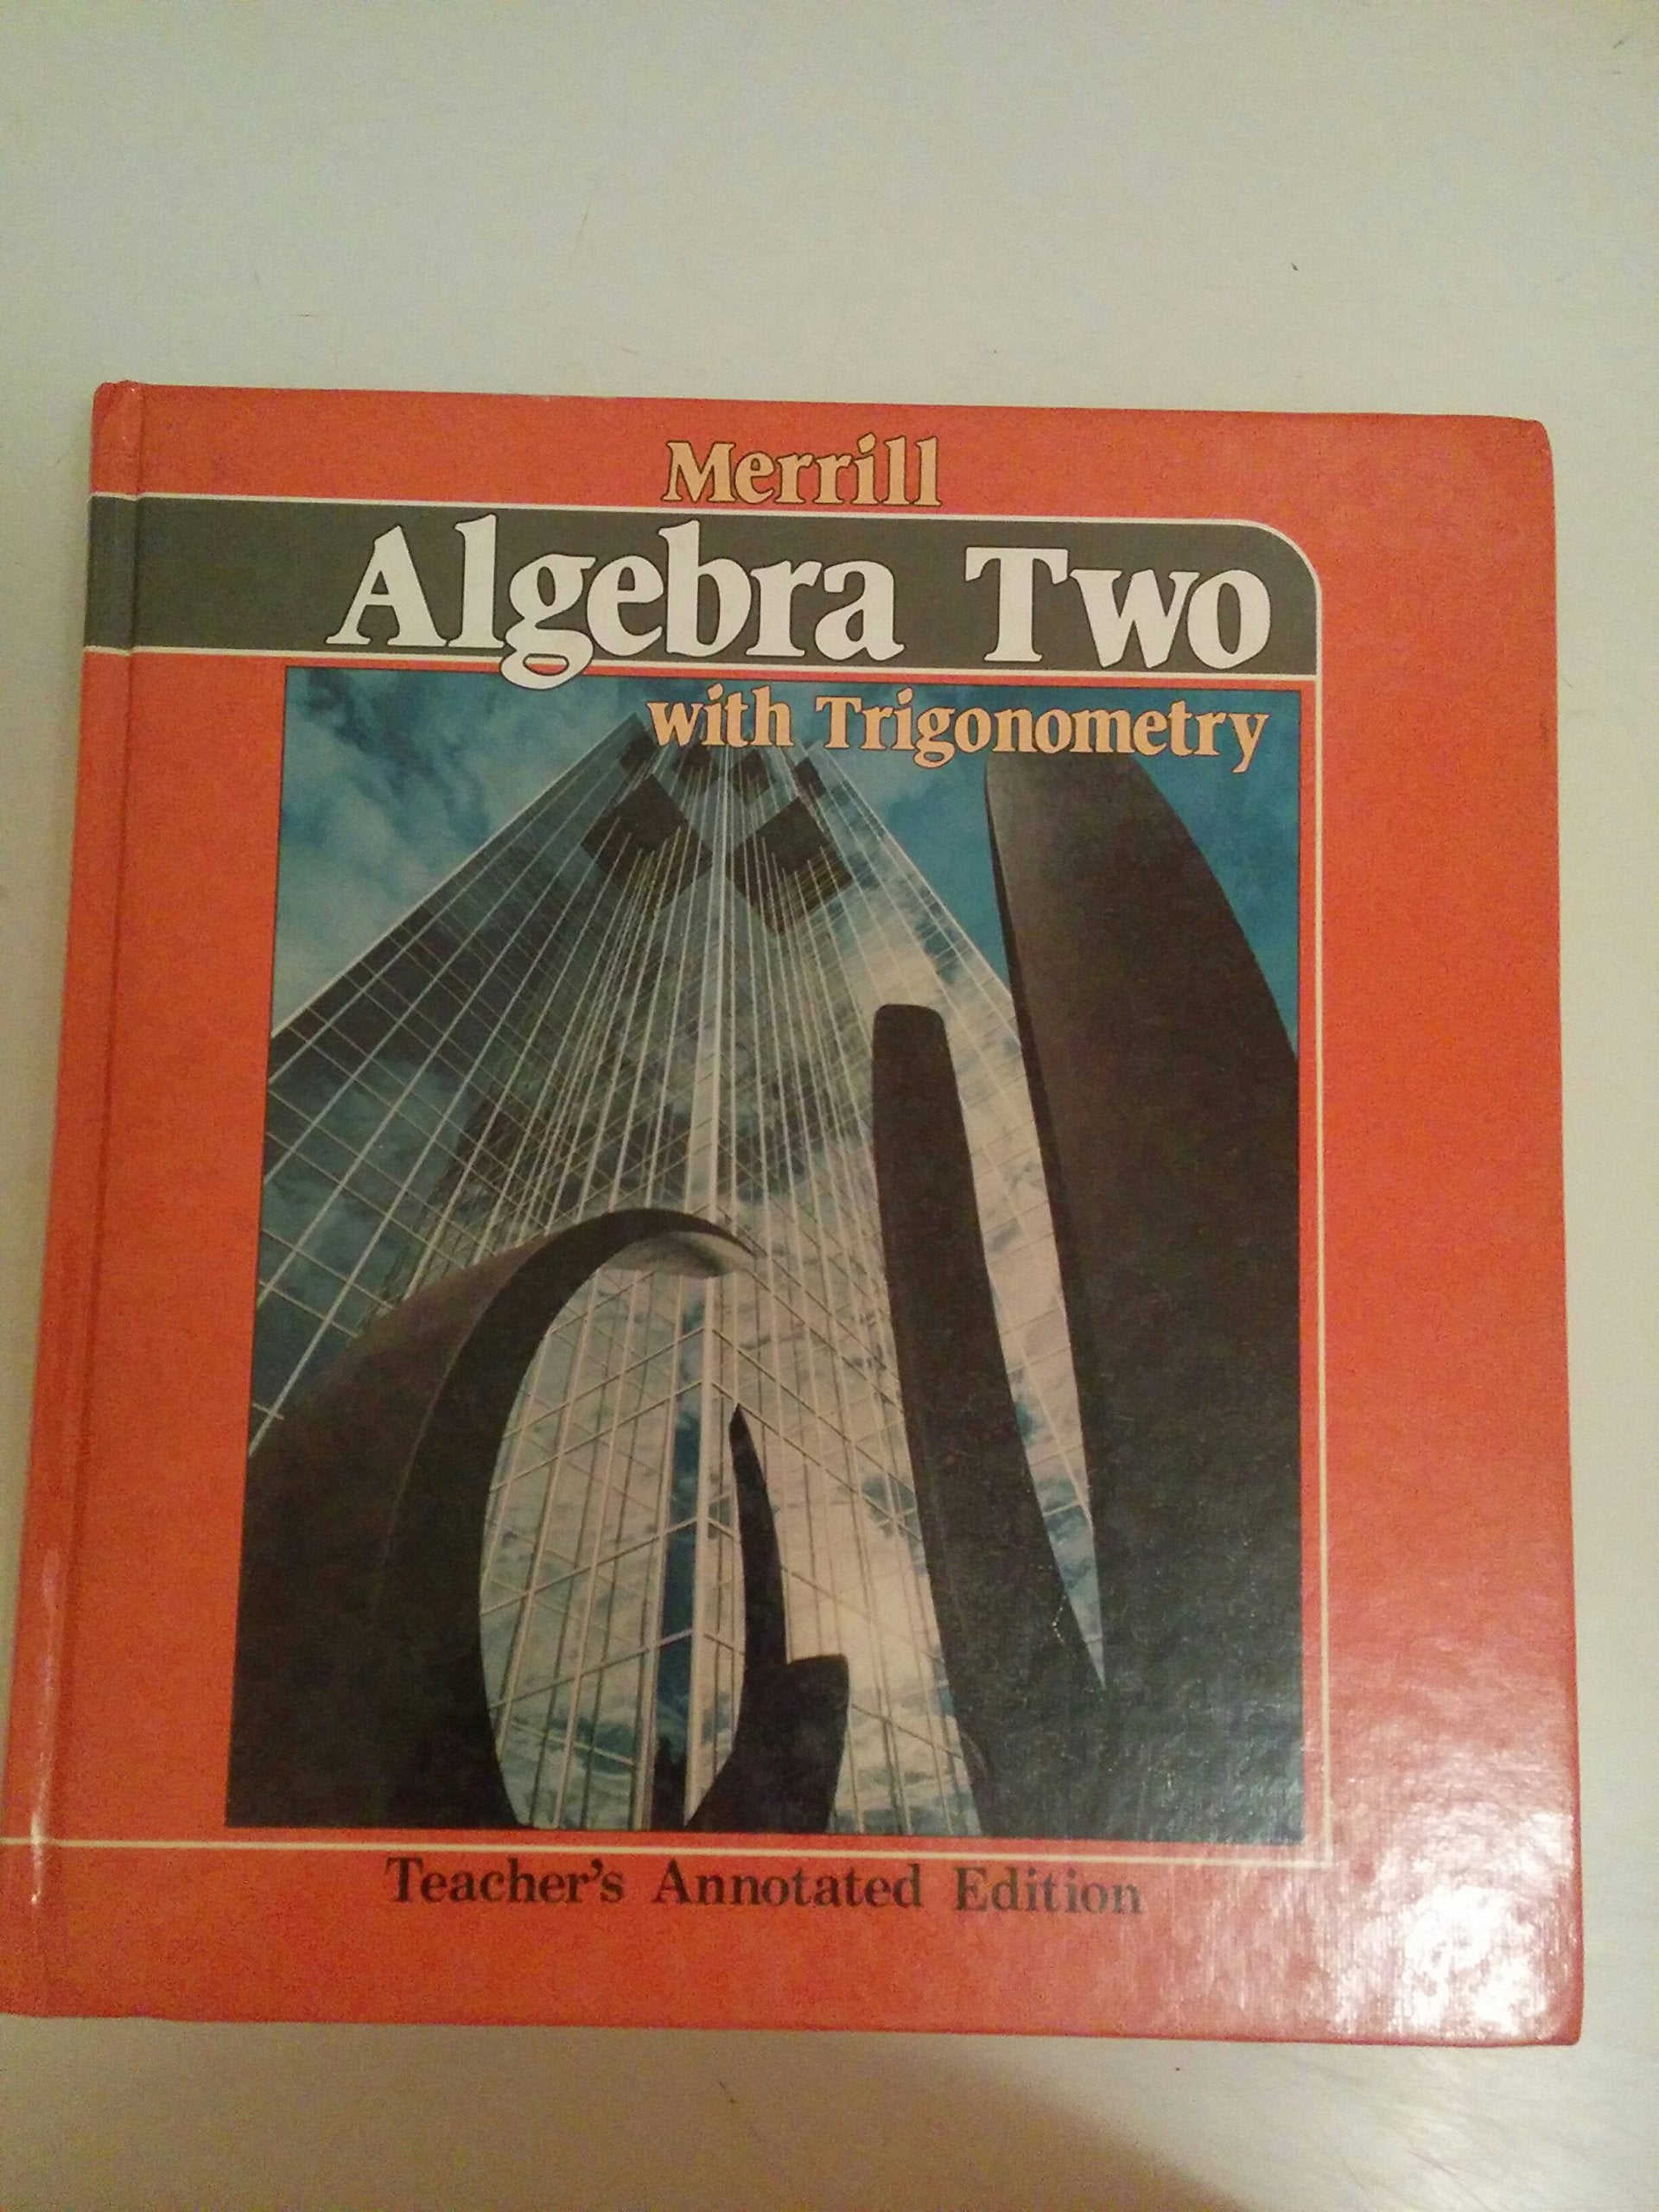 Merrill
Algebra Two
with Trigonometry
Teacher's Annotated Edition